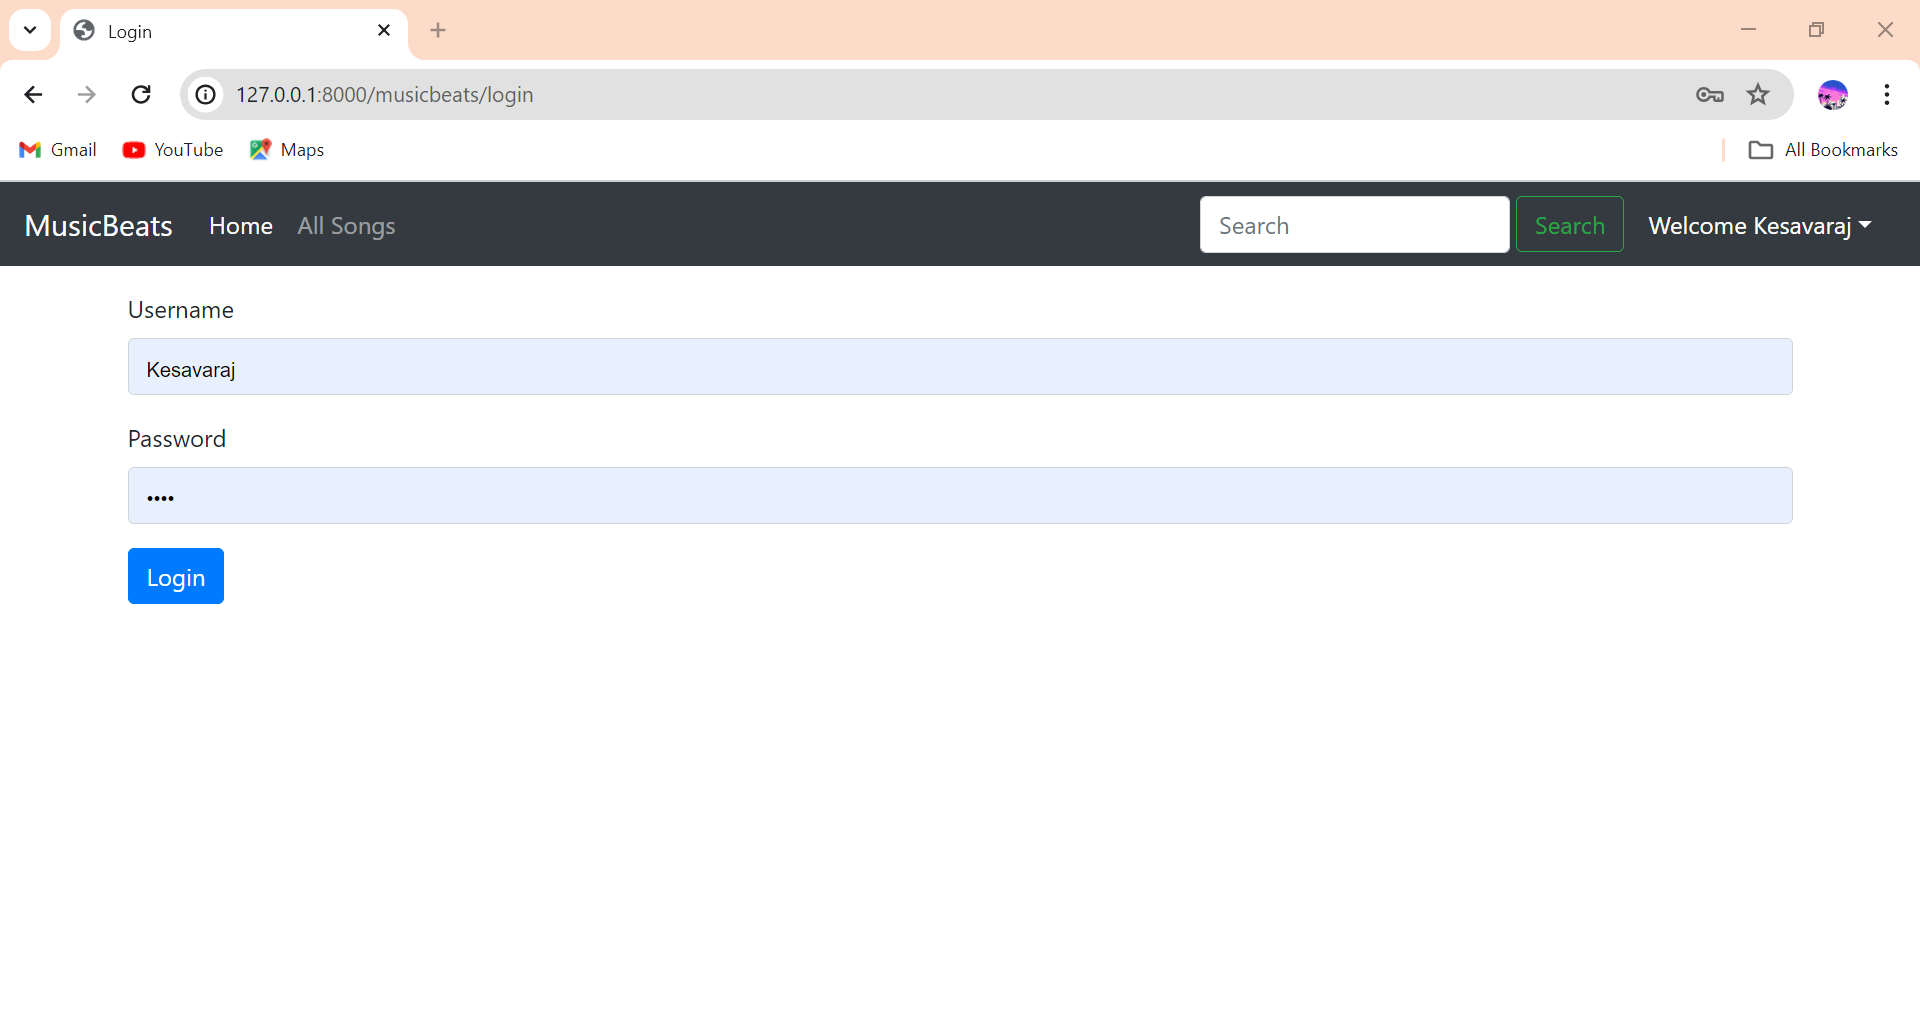 Login
127.0.0.1:8000/musicbeats/login
Gmail YouTube Maps All Bookmarks
MusicBeats Home All Songs Search Search Welcome Kesavaraj
Username
Kesavaraj
Password
••••
Login